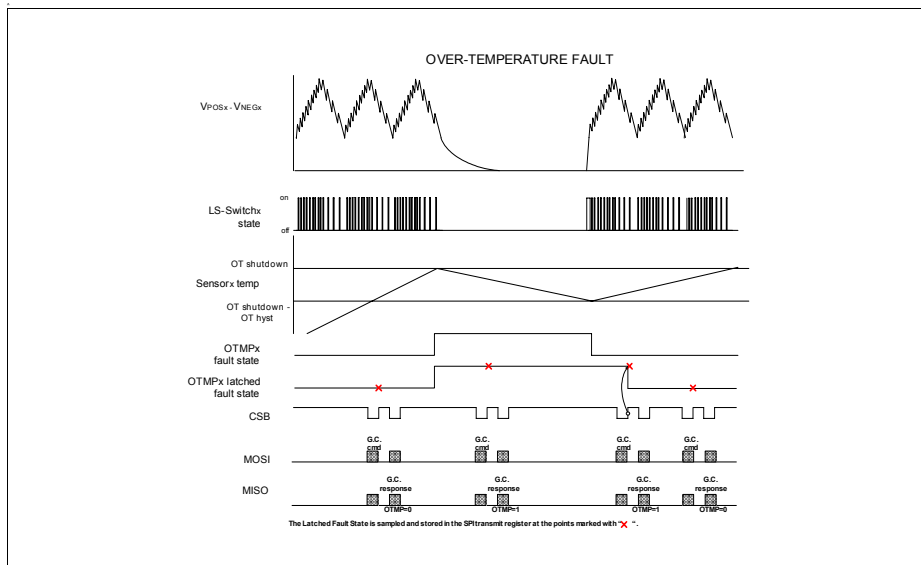 OVER-TEMPERATURE FAULT
VPOSx - VNEGx
on
LS-Switchx
state
off
OT shutdown
Sensorx temp
OT shutdown -
OT hyst
OTMPx
fault state
OTMPx latched
fault state
CSB
G.C.
cmd
G.C.
cmd
G.C.
cmd
G.C.
cmd
MOSI
G.C.
response
G.C.
response
G.C.
response
G.C.
response
MISO
OTMP=0
OTMP=1
OTMP=1
OTMP=0
The Latched Fault State is sampled and stored in the SPI transmit register at the points marked with "X ".